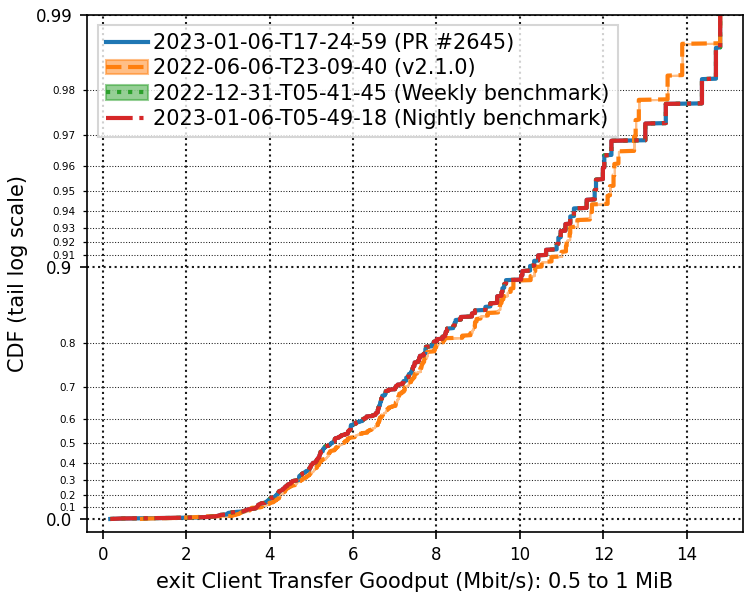 0.99
2023-01-06-T17-24-59 (PR #2645)
2022-06-06-T23-09-40 (v2.1.0)
2022-12-31-T05-41-45 (Weekly benchmark)
2023-01-06-T05-49-18 (Nightly benchmark)
0.98
0.97
0.96
0.95
0.94
0.93
0.92
0.91
0.9
0.8
0.7
0.6
0.5
0.4
0.3
0.2
0.1
0.0
CDF (tail log scale)
0 2 4 6 8 10 12 14
exit Client Transfer Goodput (Mbit/s): 0.5 to 1 MiB